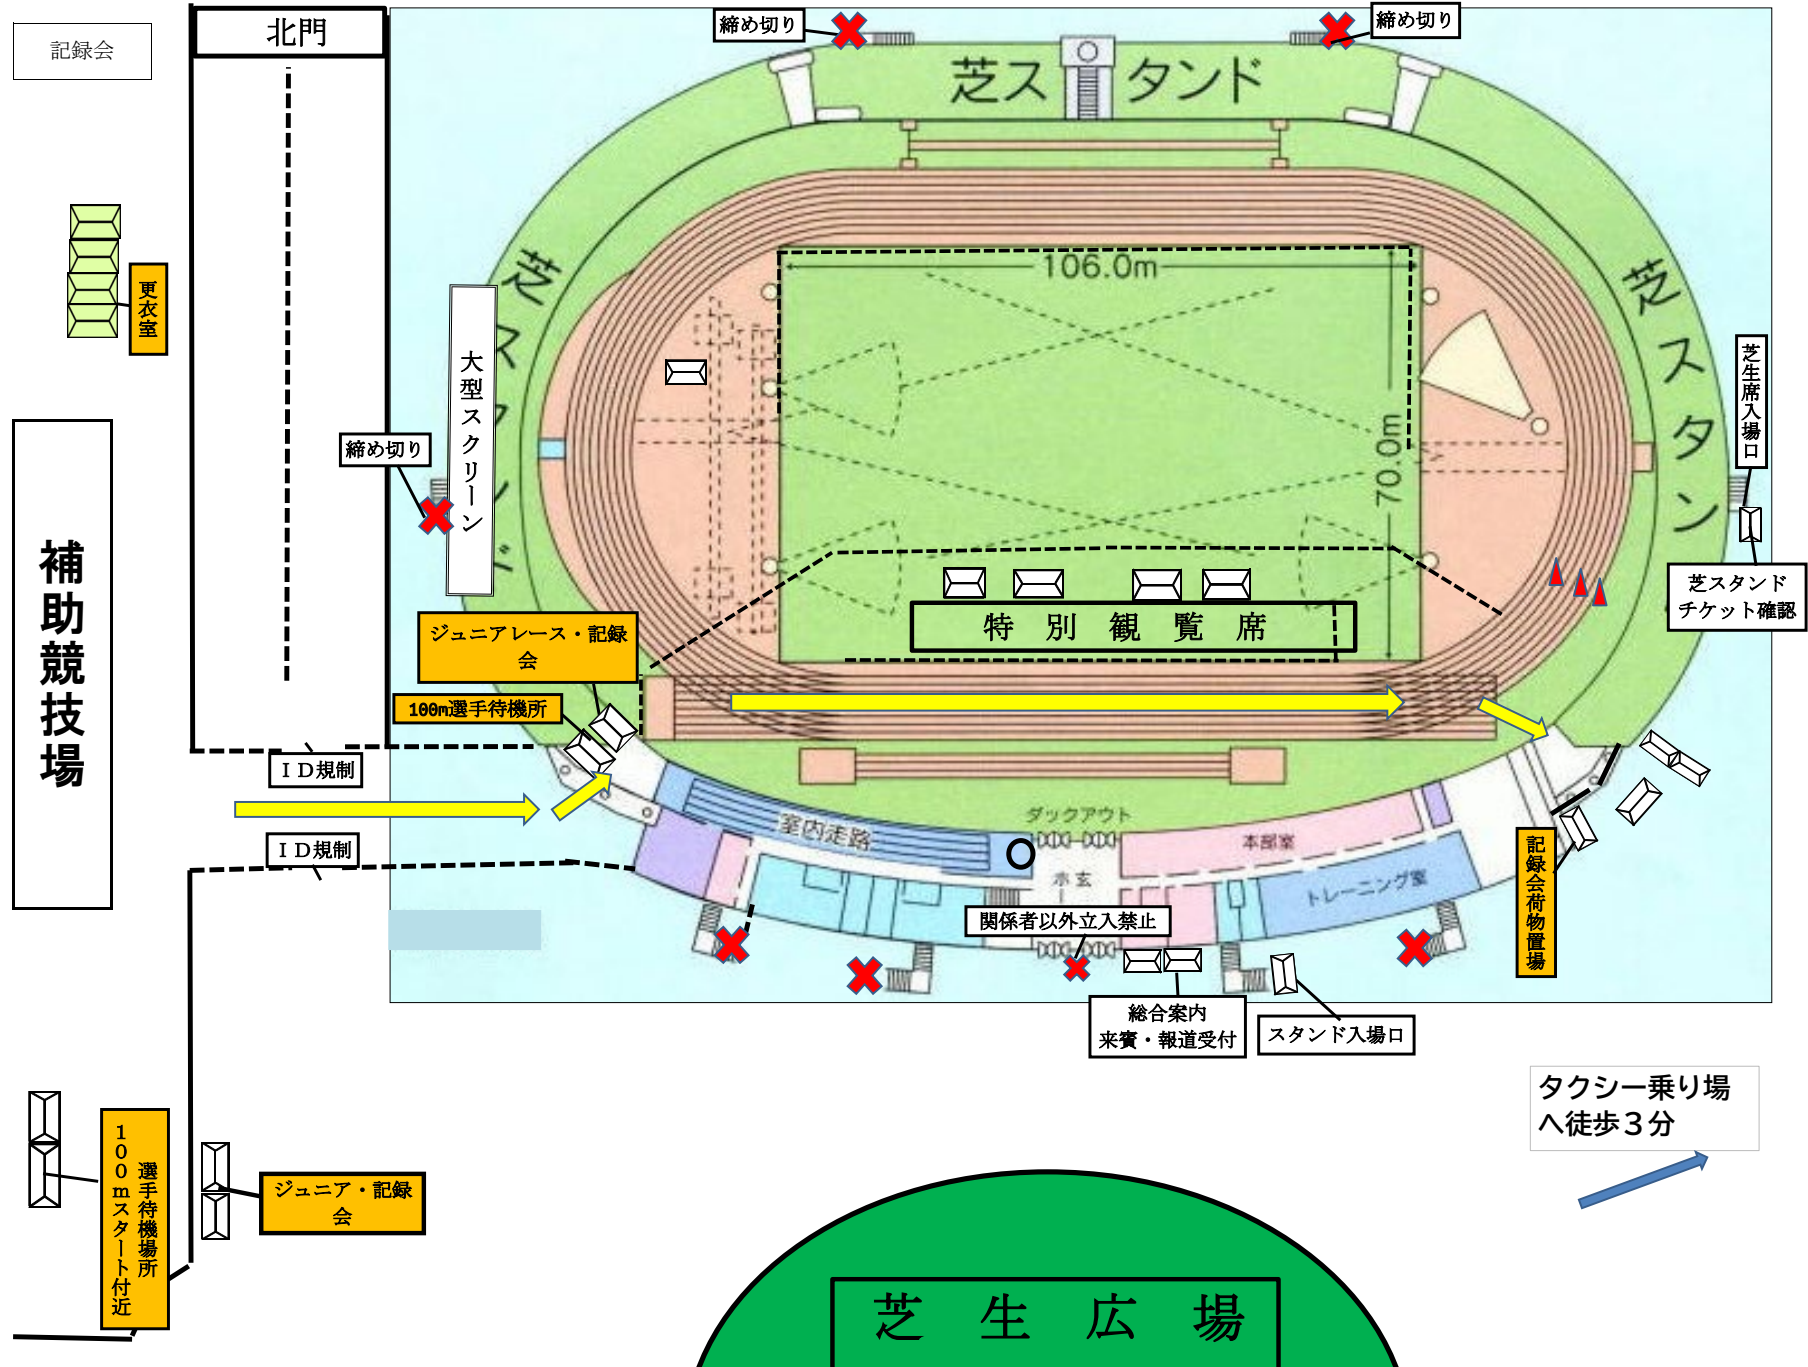 記録会
北門
締め切り
締め切り
芝スタンド
芝スタンド
芝スタンド
106.0m
70.0m
更衣室
大型スクリーン
締め切り
芝生席入場口
芝スタンド
チケット確認
補助競技場
特別観覧席
ジュニアレース・記録
会
100m選手待機所
ＩＤ規制
ＩＤ規制
室内走路
ダックアウト
本部室
玄
トレーニング室
関係者以外立入禁止
記録会荷物置場
総合案内
来賓・報道受付
スタンド入場口
タクシー乗り場
へ徒歩３分
選手待機場所
１００ｍスタート付近
ジュニア・記録
会
芝生広場